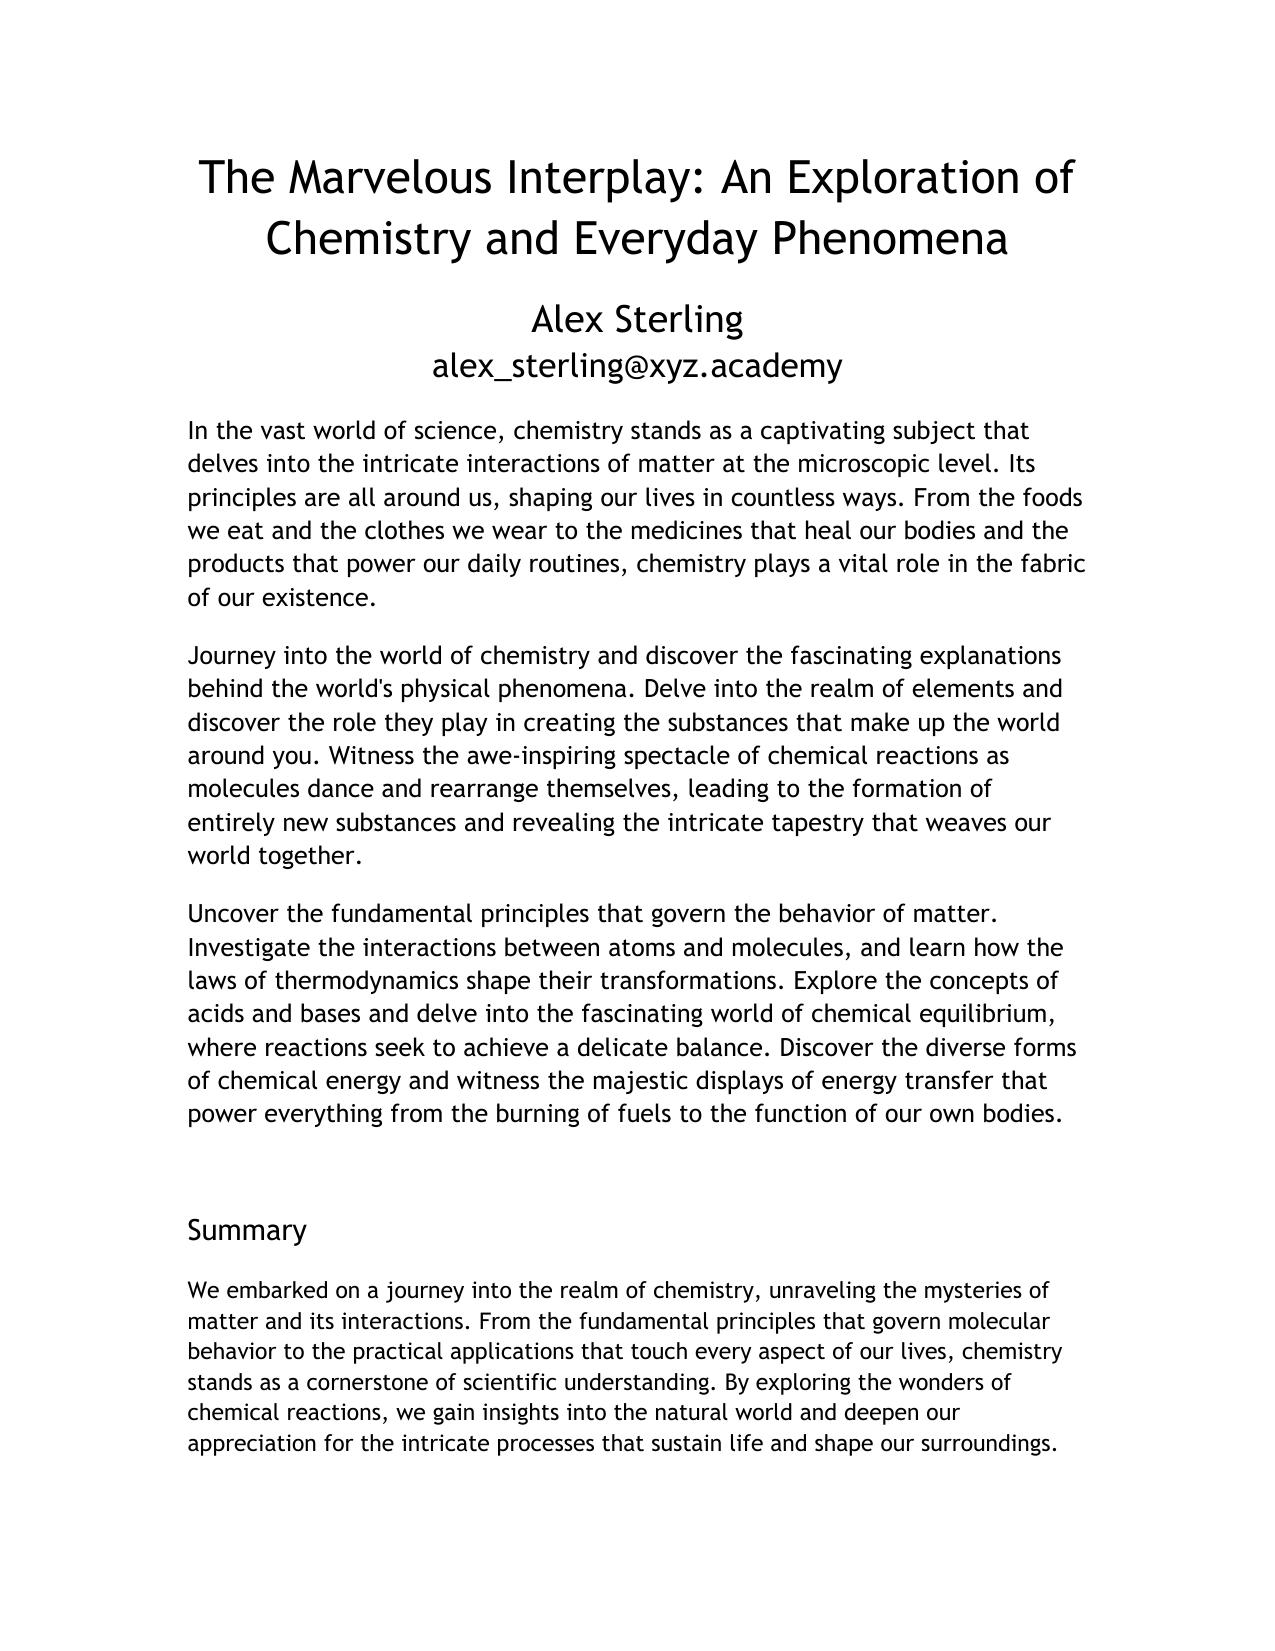 The Marvelous Interplay: An Exploration of
Chemistry and Everyday Phenomena
Alex Sterling
alex_sterling@xyz.academy
In the vast world of science, chemistry stands as a captivating subject that
delves into the intricate interactions of matter at the microscopic level. Its
principles are all around us, shaping our lives in countless ways. From the foods
we eat and the clothes we wear to the medicines that heal our bodies and the
products that power our daily routines, chemistry plays a vital role in the fabric
of our existence.
Journey into the world of chemistry and discover the fascinating explanations
behind the world's physical phenomena. Delve into the realm of elements and
discover the role they play in creating the substances that make up the world
around you. Witness the awe-inspiring spectacle of chemical reactions as
molecules dance and rearrange themselves, leading to the formation of
entirely new substances and revealing the intricate tapestry that weaves our
world together.
Uncover the fundamental principles that govern the behavior of matter.
Investigate the interactions between atoms and molecules, and learn how the
laws of thermodynamics shape their transformations. Explore the concepts of
acids and bases and delve into the fascinating world of chemical equilibrium,
where reactions seek to achieve a delicate balance. Discover the diverse forms
of chemical energy and witness the majestic displays of energy transfer that
power everything from the burning of fuels to the function of our own bodies.
Summary
We embarked on a journey into the realm of chemistry, unraveling the mysteries of
matter and its interactions. From the fundamental principles that govern molecular
behavior to the practical applications that touch every aspect of our lives, chemistry
stands as a cornerstone of scientific understanding. By exploring the wonders of
chemical reactions, we gain insights into the natural world and deepen our
appreciation for the intricate processes that sustain life and shape our surroundings.